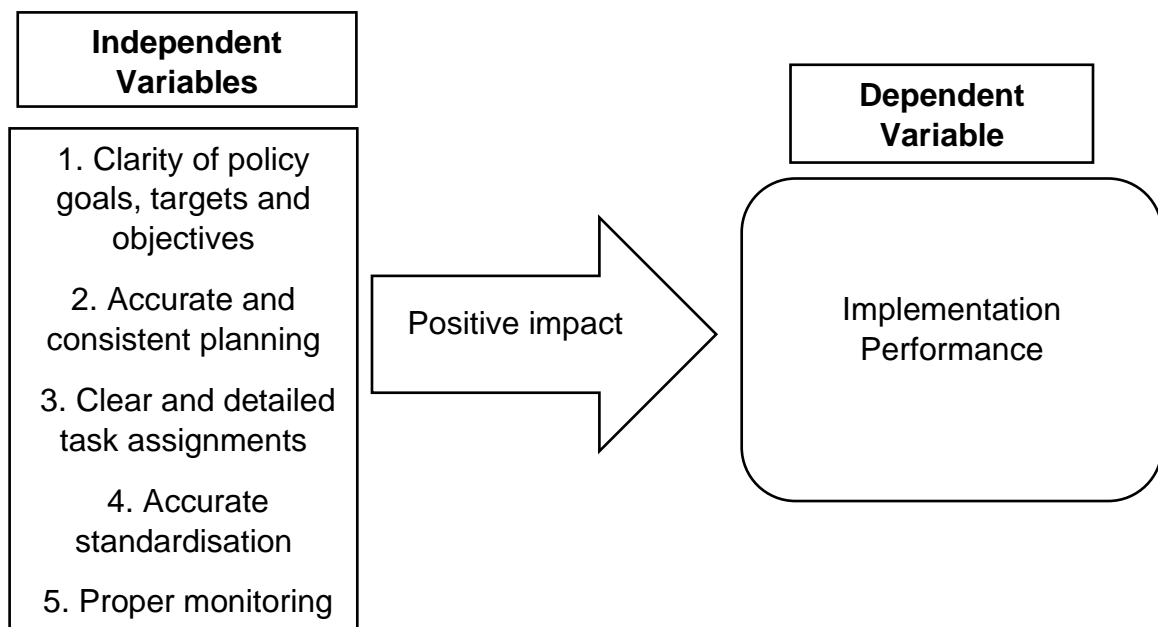 Independent
Variables
1. Clarity of policy
goals, targets and
objectives
2. Accurate and
consistent planning
3. Clear and detailed
task assignments
4. Accurate
standardisation
5. Proper monitoring
Positive impact
Dependent
Variable
Implementation
Performance